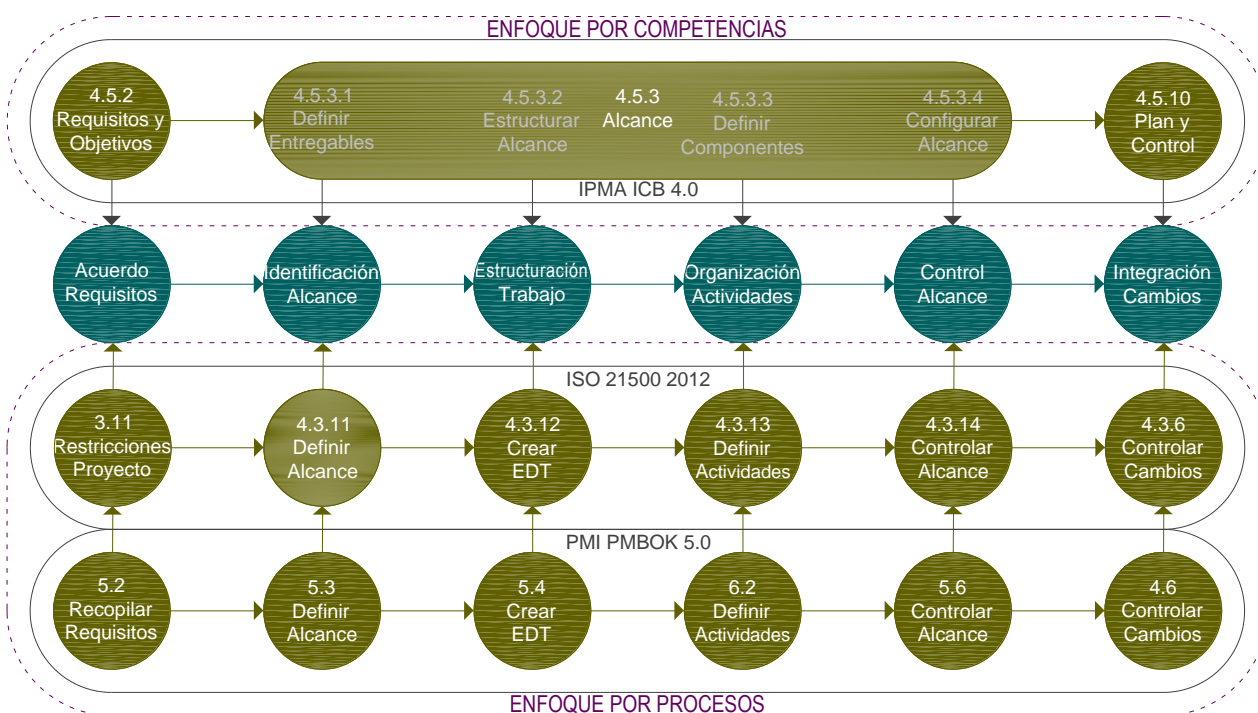 ENFOQUE POR COMPETENCIAS
4.5.2
Requisitos y
Objetivos
4.5.3.1
Definir
Entregables
4.5.3.2
Estructurar
Alcance
4.5.3
Alcance
4.5.3.3
Definir
Componentes
4.5.3.4
Configurar
Alcance
4.5.10
Plan y
Control
IPMA ICB 4.0
Acuerdo
Requisitos
Identificación
Alcance
Estructuración
Trabajo
Organización
Actividades
Control
Alcance
Integración
Cambios
ISO 21500 2012
3.11
Restricciones
Proyecto
4.3.11
Definir
Alcance
4.3.12
Crear
EDT
4.3.13
Definir
Actividades
4.3.14
Controlar
Alcance
4.3.6
Controlar
Cambios
PMI PMBOK 5.0
5.2
Recopilar
Requisitos
5.3
Definir
Alcance
5.4
Crear
EDT
6.2
Definir
Actividades
5.6
Controlar
Alcance
4.6
Controlar
Cambios
ENFOQUE POR PROCESOS